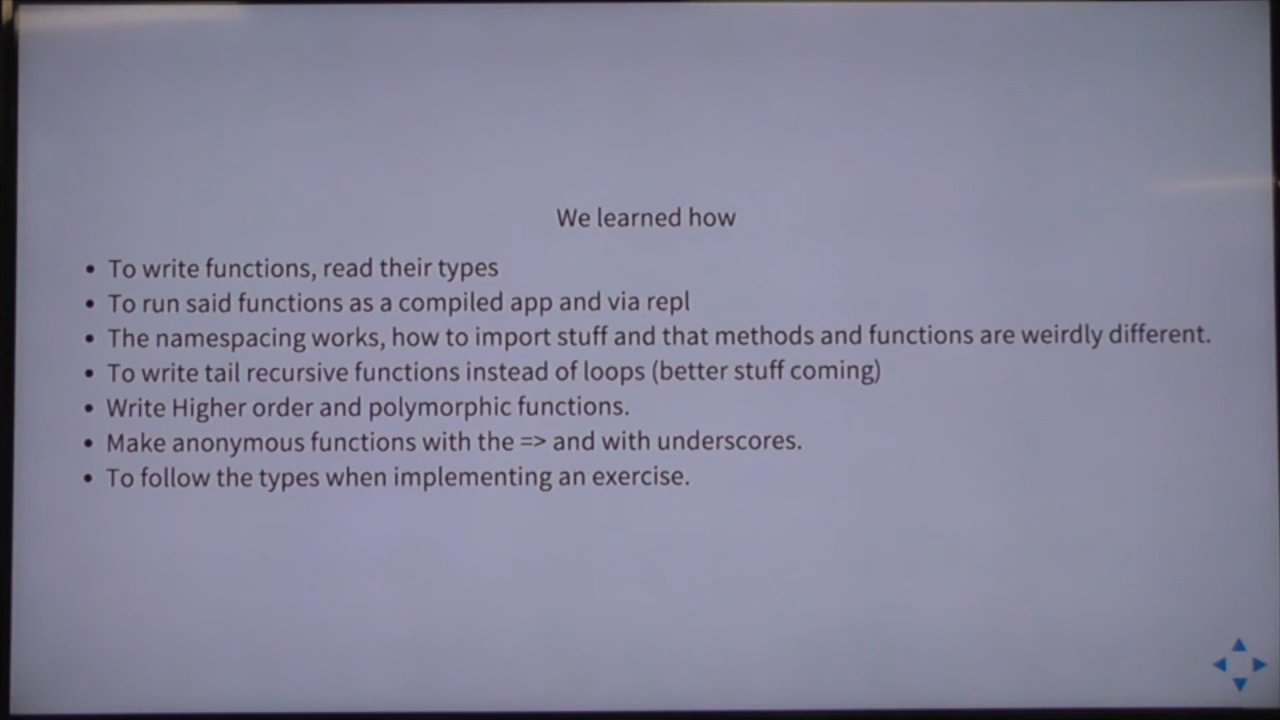 We learned how
• To write functions, read their types
• To run said functions as a compiled app and via repl
• The namespacing works, how to import stuff and that methods and functions are weirdly different.
• To write tail recursive functions instead of loops (better stuff coming)
• Write Higher order and polymorphic functions.
• Make anonymous functions with the => and with underscores.
• To follow the types when implementing an exercise.